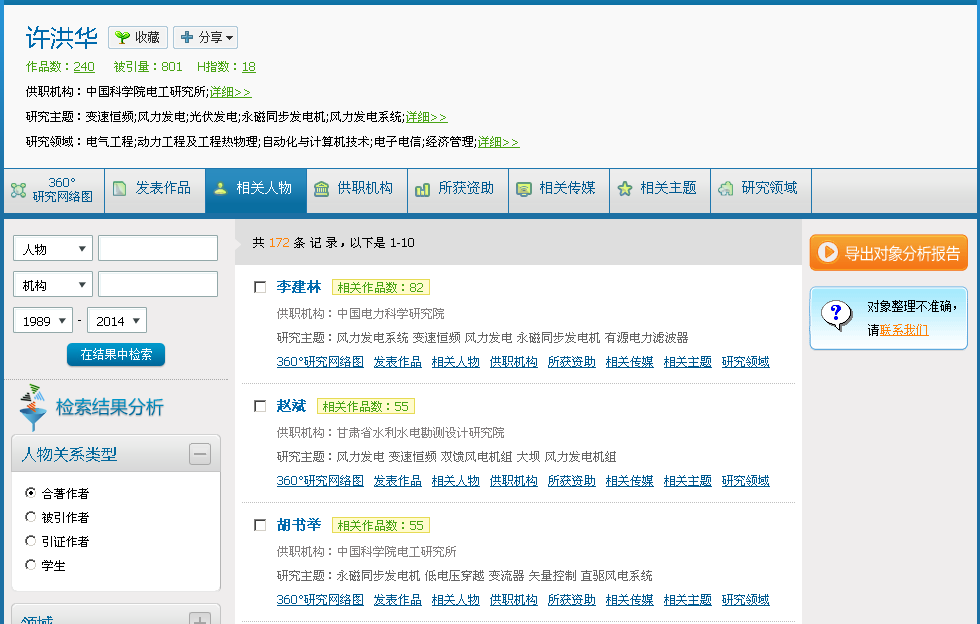 许洪华 收藏 分享
作品数：240 被引量：801 H指数：18
供职机构：中国科学院电工研究所;详细>>
研究主题：变速恒频;风力发电;光伏发电;永磁同步发电机;风力发电系统;详细>>
研究领域：电气工程;动力工程及工程热物理;自动化与计算机技术;电子电信;经济管理;详细>>
360°
研究网络图
发表作品 相关人物 供职机构 所获资助 相关传媒 相关主题 研究领域
人物
机构
1989 - 2014
在结果中检索
检索结果分析
人物关系类型
合著作者
被引作者
引证作者
学生
领域
共 172 条 记 录，以下是 1-10
李建林 相关作品数：82
供职机构：中国电力科学研究院
研究主题：风力发电系统 变速恒频 风力发电 永磁同步发电机 有源电力滤波器
360°研究网络图 发表作品 相关人物 供职机构 所获资助 相关传媒 相关主题 研究领域
赵斌 相关作品数：55
供职机构：甘肃省水利水电勘测设计研究院
研究主题：风力发电 变速恒频 双馈风电机组 大坝 风力发电机组
360°研究网络图 发表作品 相关人物 供职机构 所获资助 相关传媒 相关主题 研究领域
胡书举 相关作品数：55
供职机构：中国科学院电工研究所
研究主题：永磁同步发电机 低电压穿越 变流器 矢量控制 直驱风电系统
360°研究网络图 发表作品 相关人物 供职机构 所获资助 相关传媒 相关主题 研究领域
导出对象分析报告
对象整理不准确，
请联系我们